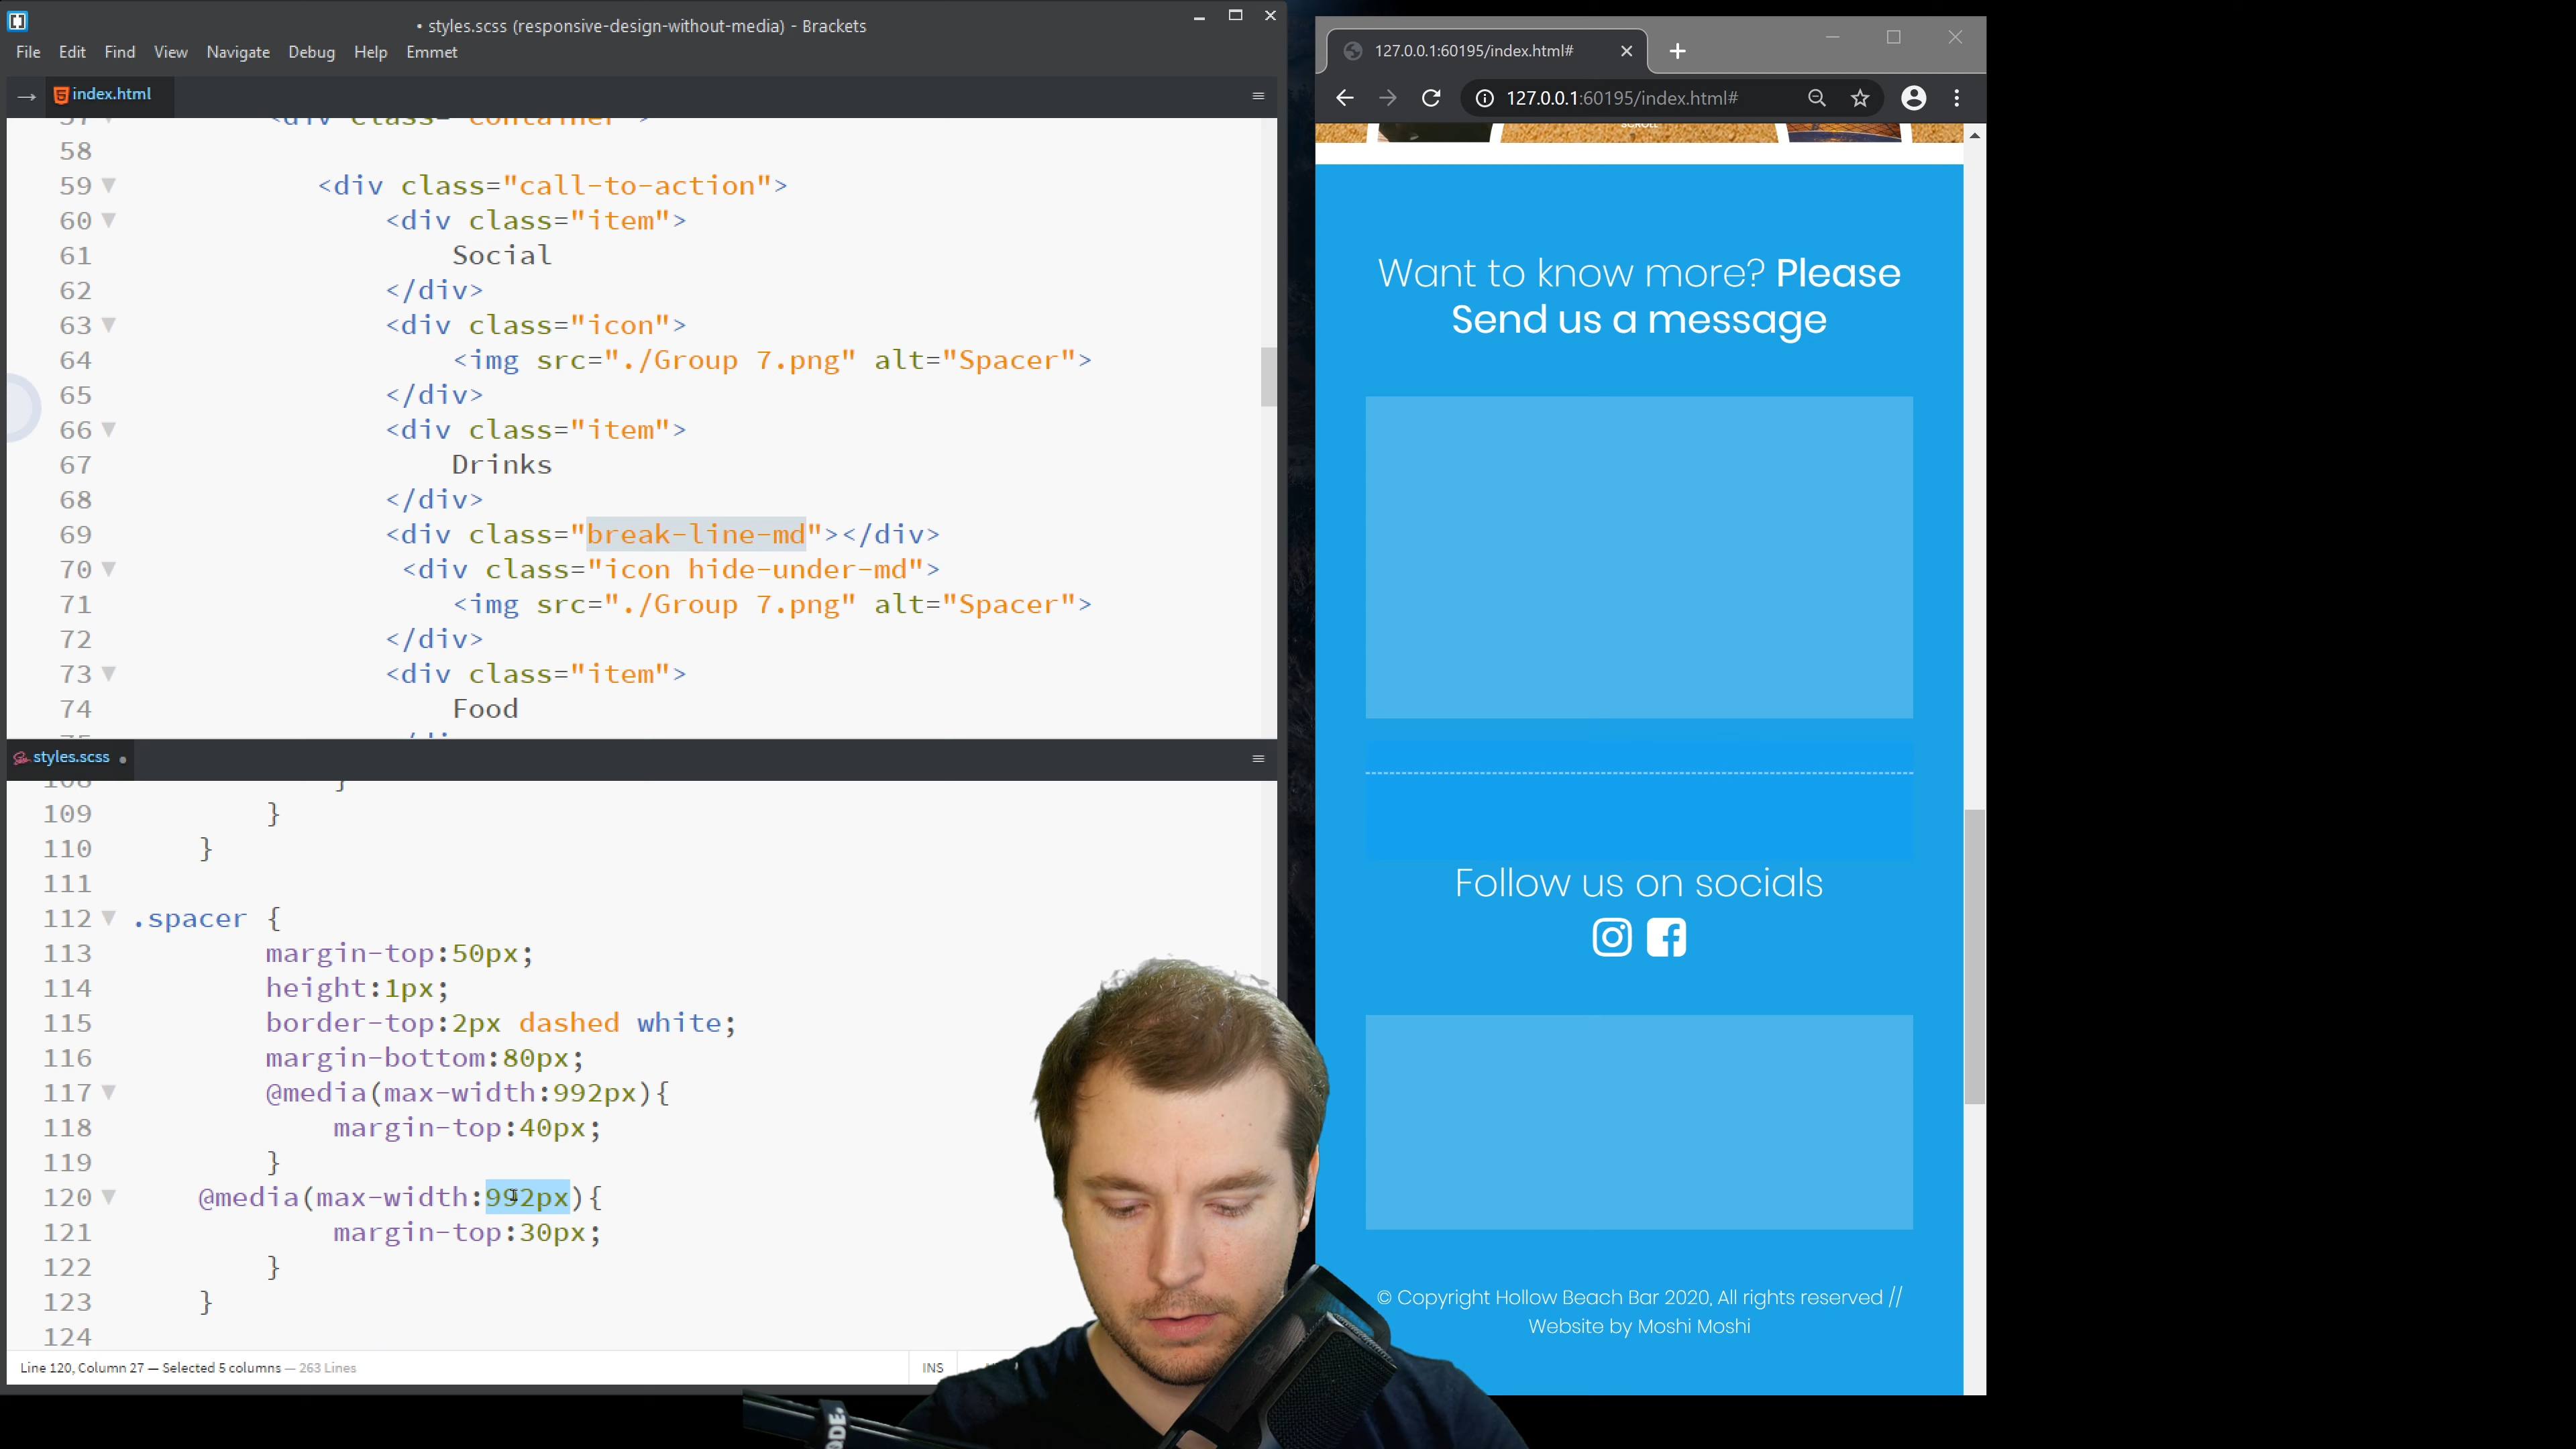 • styles.scss (responsive-design-without-media) - Brackets
File Edit Find View Navigate Debug Help Emmet
→ index.html
57 <div class="container">
58
59 <div class="call-to-action">
60 <div class="item">
61 Social
62 </div>
63 <div class="icon">
64 <img src="./Group 7.png" alt="Spacer">
65 </div>
66 <div class="item">
67 Drinks
68 </div>
69 <div class="break-line-md"></div>
70 <div class="icon hide-under-md">
71 <img src="./Group 7.png" alt="Spacer">
72 </div>
73 <div class="item">
74 Food
styles.scss •
108 }
109 }
110 }
111
112 .spacer {
113 margin-top:50px;
114 height:1px;
115 border-top:2px dashed white;
116 margin-bottom:80px;
117 @media(max-width:992px){
118 margin-top:40px;
119 }
120 @media(max-width:992px){
121 margin-top:30px;
122 }
123 }
124
Line 120, Column 27 — Selected 5 columns — 263 Lines
INS
127.0.0.1:60195/index.html#
127.0.0.1:60195/index.html#
SCROLL
Want to know more? Please
Send us a message
Follow us on socials
© Copyright Hollow Beach Bar 2020, All rights reserved //
Website by Moshi Moshi